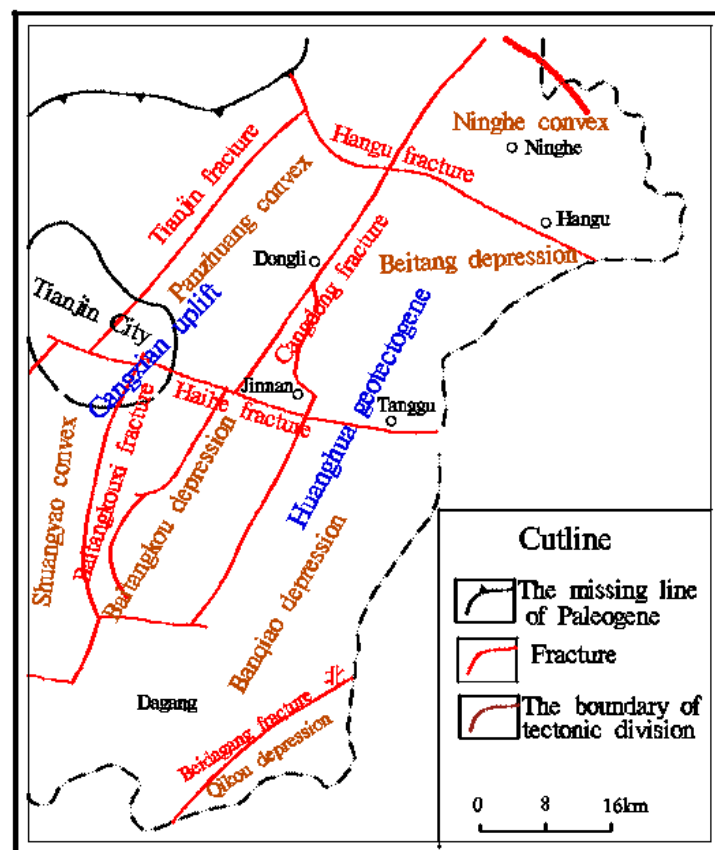 Ninghe convex
Ninghe
Hangu fracture
Tianjin fracture
Panzhuang convex
Hangu
Dongli
Beitang depression
Cangdong fracture
Tianjin City
Cangxian uplift
Huanghua geotectogene
Jinnan
Haihe fracture
Tanggu
Shuangyao convex
Baitangkouxi fracture
Baitangkou depression
Banqiao depression
北
Dagang
Beidagang fracture
Qikou depression
Cutline
The missing line
of Paleogene
Fracture
The boundary of
tectonic division
0 8 16km